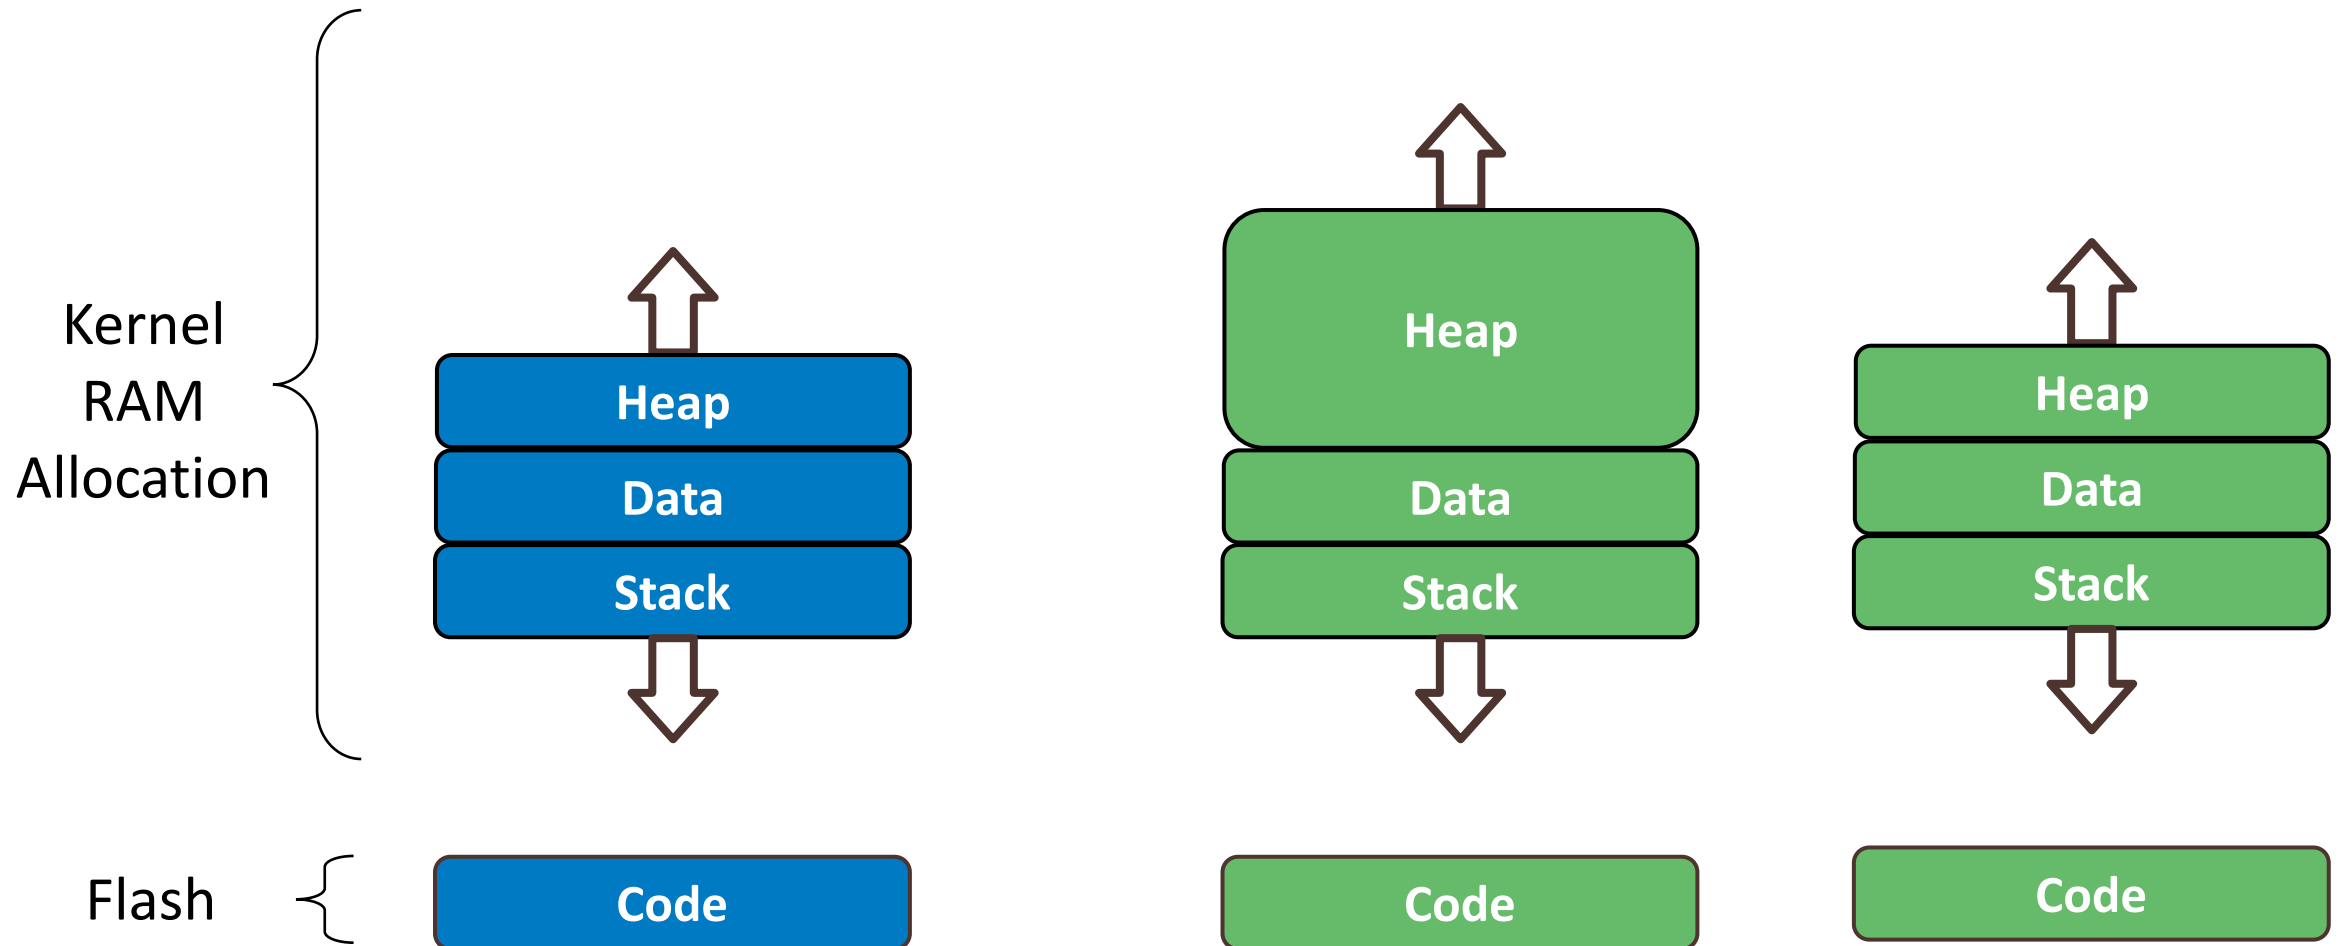 Kernel
RAM
Allocation
Heap
Data
Stack
Heap
Data
Stack
Heap
Data
Stack
Flash
Code
Code
Code